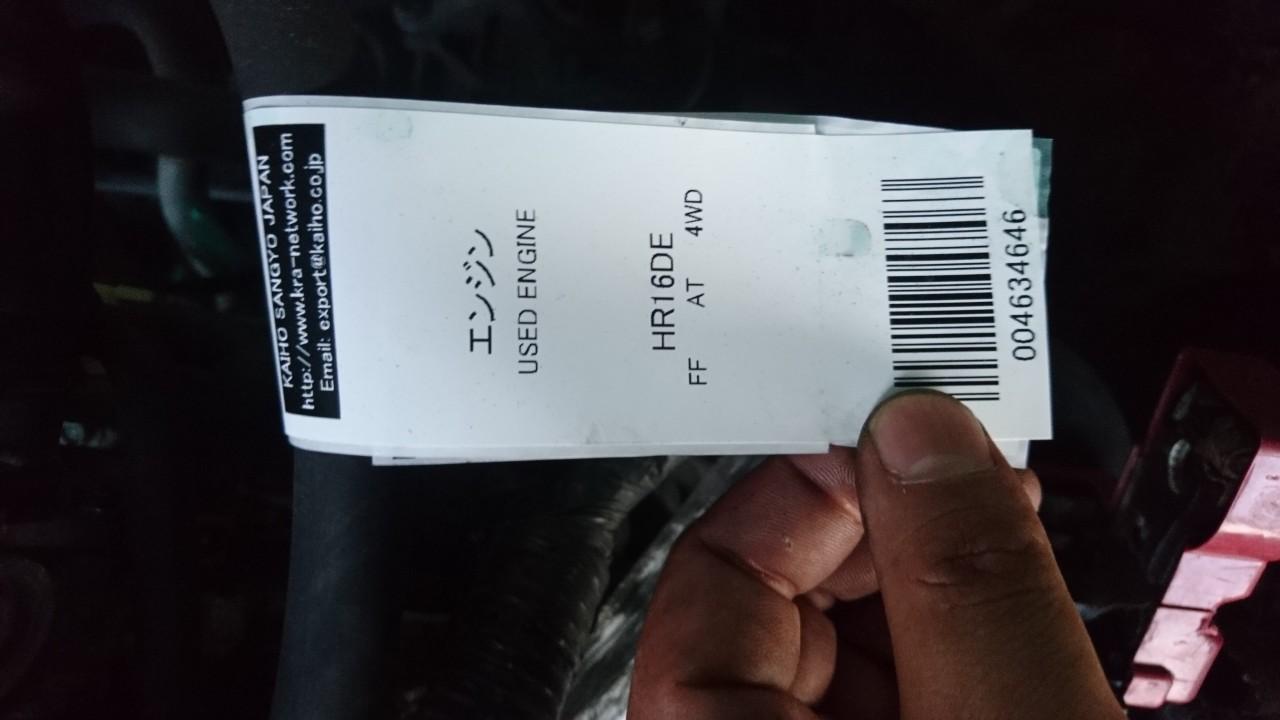 KAIHO SANGYO JAPAN
http://www.kra-network.com
Email: export@kaiho.co.jp
エンジン
USED ENGINE
HR16DE
FF AT 4WD
004634646